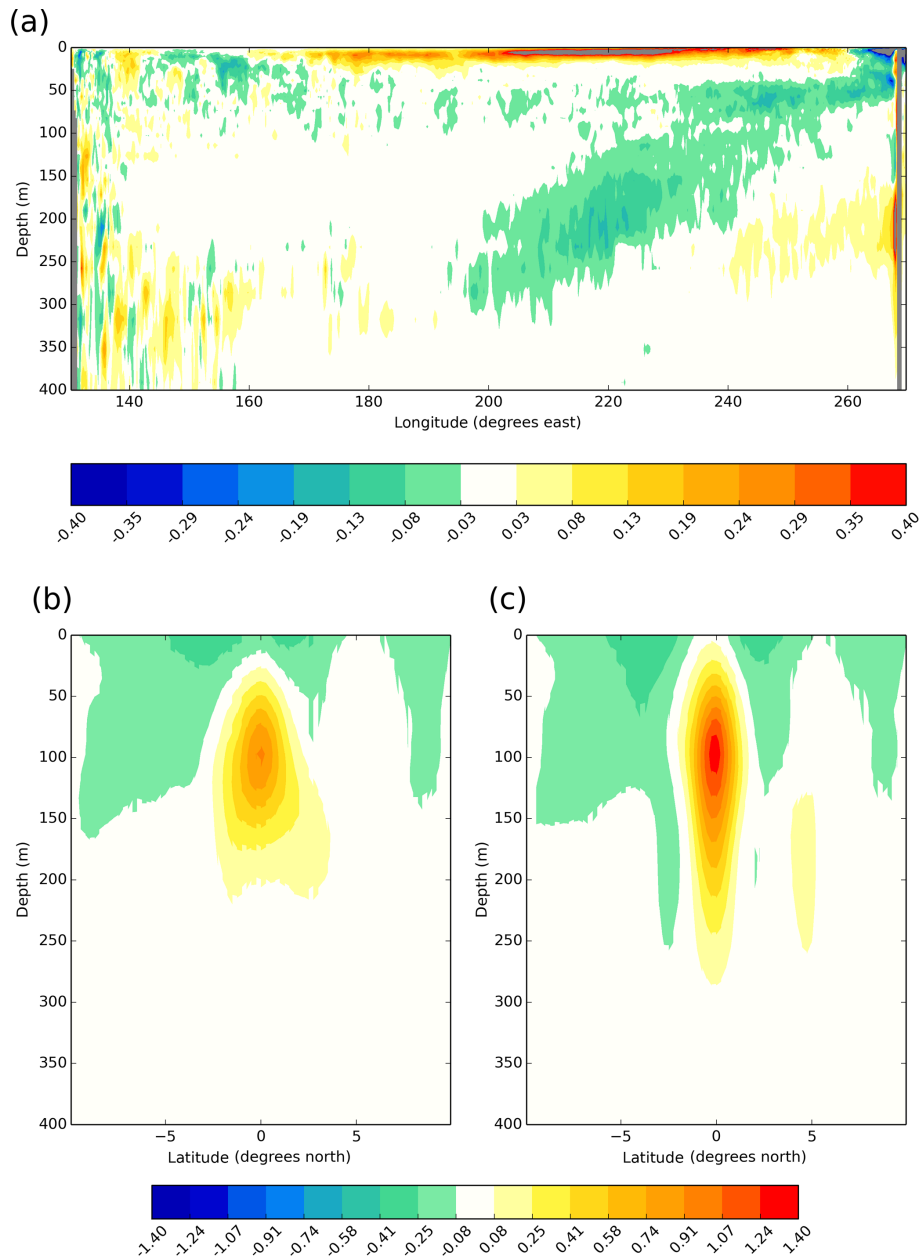 (a)
0
50
100
150
200
250
300
350
400
Depth (m)
140 160 180 200 220 240 260
Longitude (degrees east)
-0.40 -0.35 -0.29 -0.24 -0.19 -0.13 -0.08 -0.03 0.03 0.08 0.13 0.19 0.24 0.29 0.35 0.40
(b)
0
50
100
150
200
250
300
350
400
Depth (m)
−5 0 5
Latitude (degrees north)
(c)
0
50
100
150
200
250
300
350
400
Depth (m)
−5 0 5
Latitude (degrees north)
-1.40 -1.24 -1.07 -0.91 -0.74 -0.58 -0.41 -0.25 -0.08 0.08 0.25 0.41 0.58 0.74 0.91 1.07 1.24 1.40